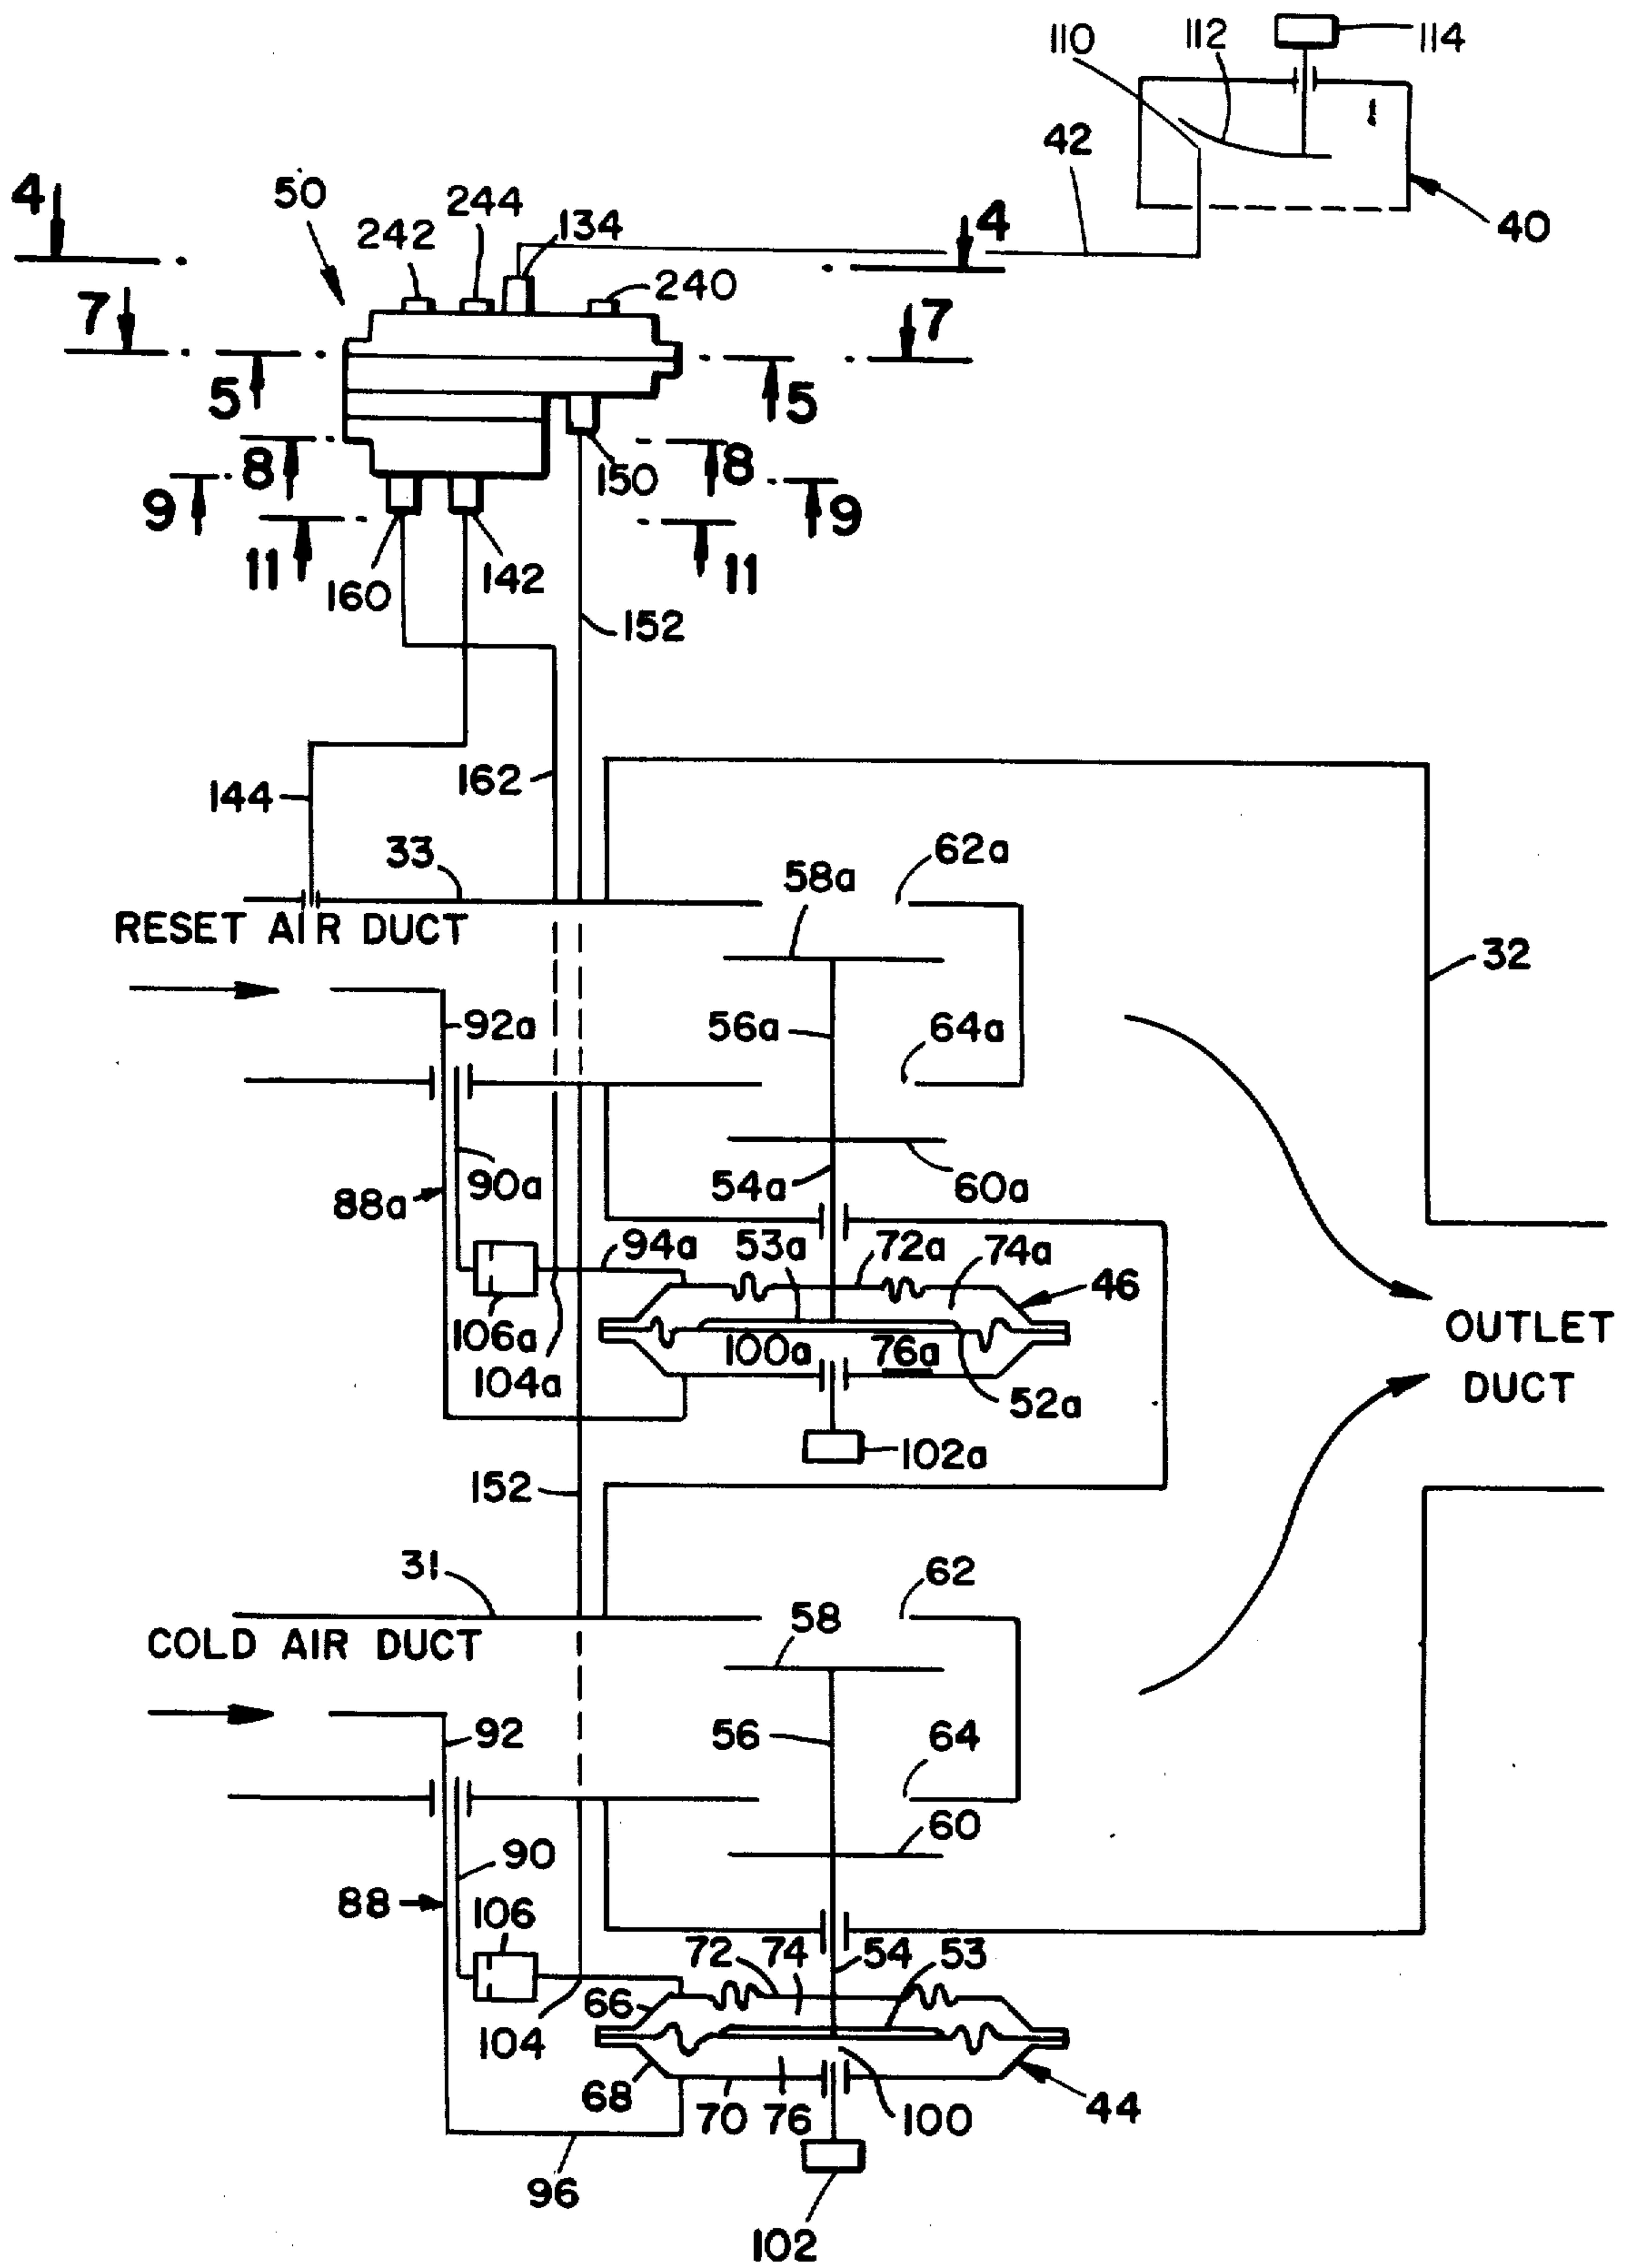 110 112 114
42
4 50 242 244 134 4 40
240
7 7
5 5
8 150 8
9 9
11 160 142 11
152
162
144
33 62a
58a
RESET AIR DUCT
32
92a 56a 64a
90a 54a 60a
88a
94a 53a 72a 74a
46
106a 100a 76a OUTLET
104a 52a DUCT
102a
152
31 62
58
COLD AIR DUCT
92 56 64
60
90
88 106
72 74 54 53
66
104
68 70 76 100 44
96
102